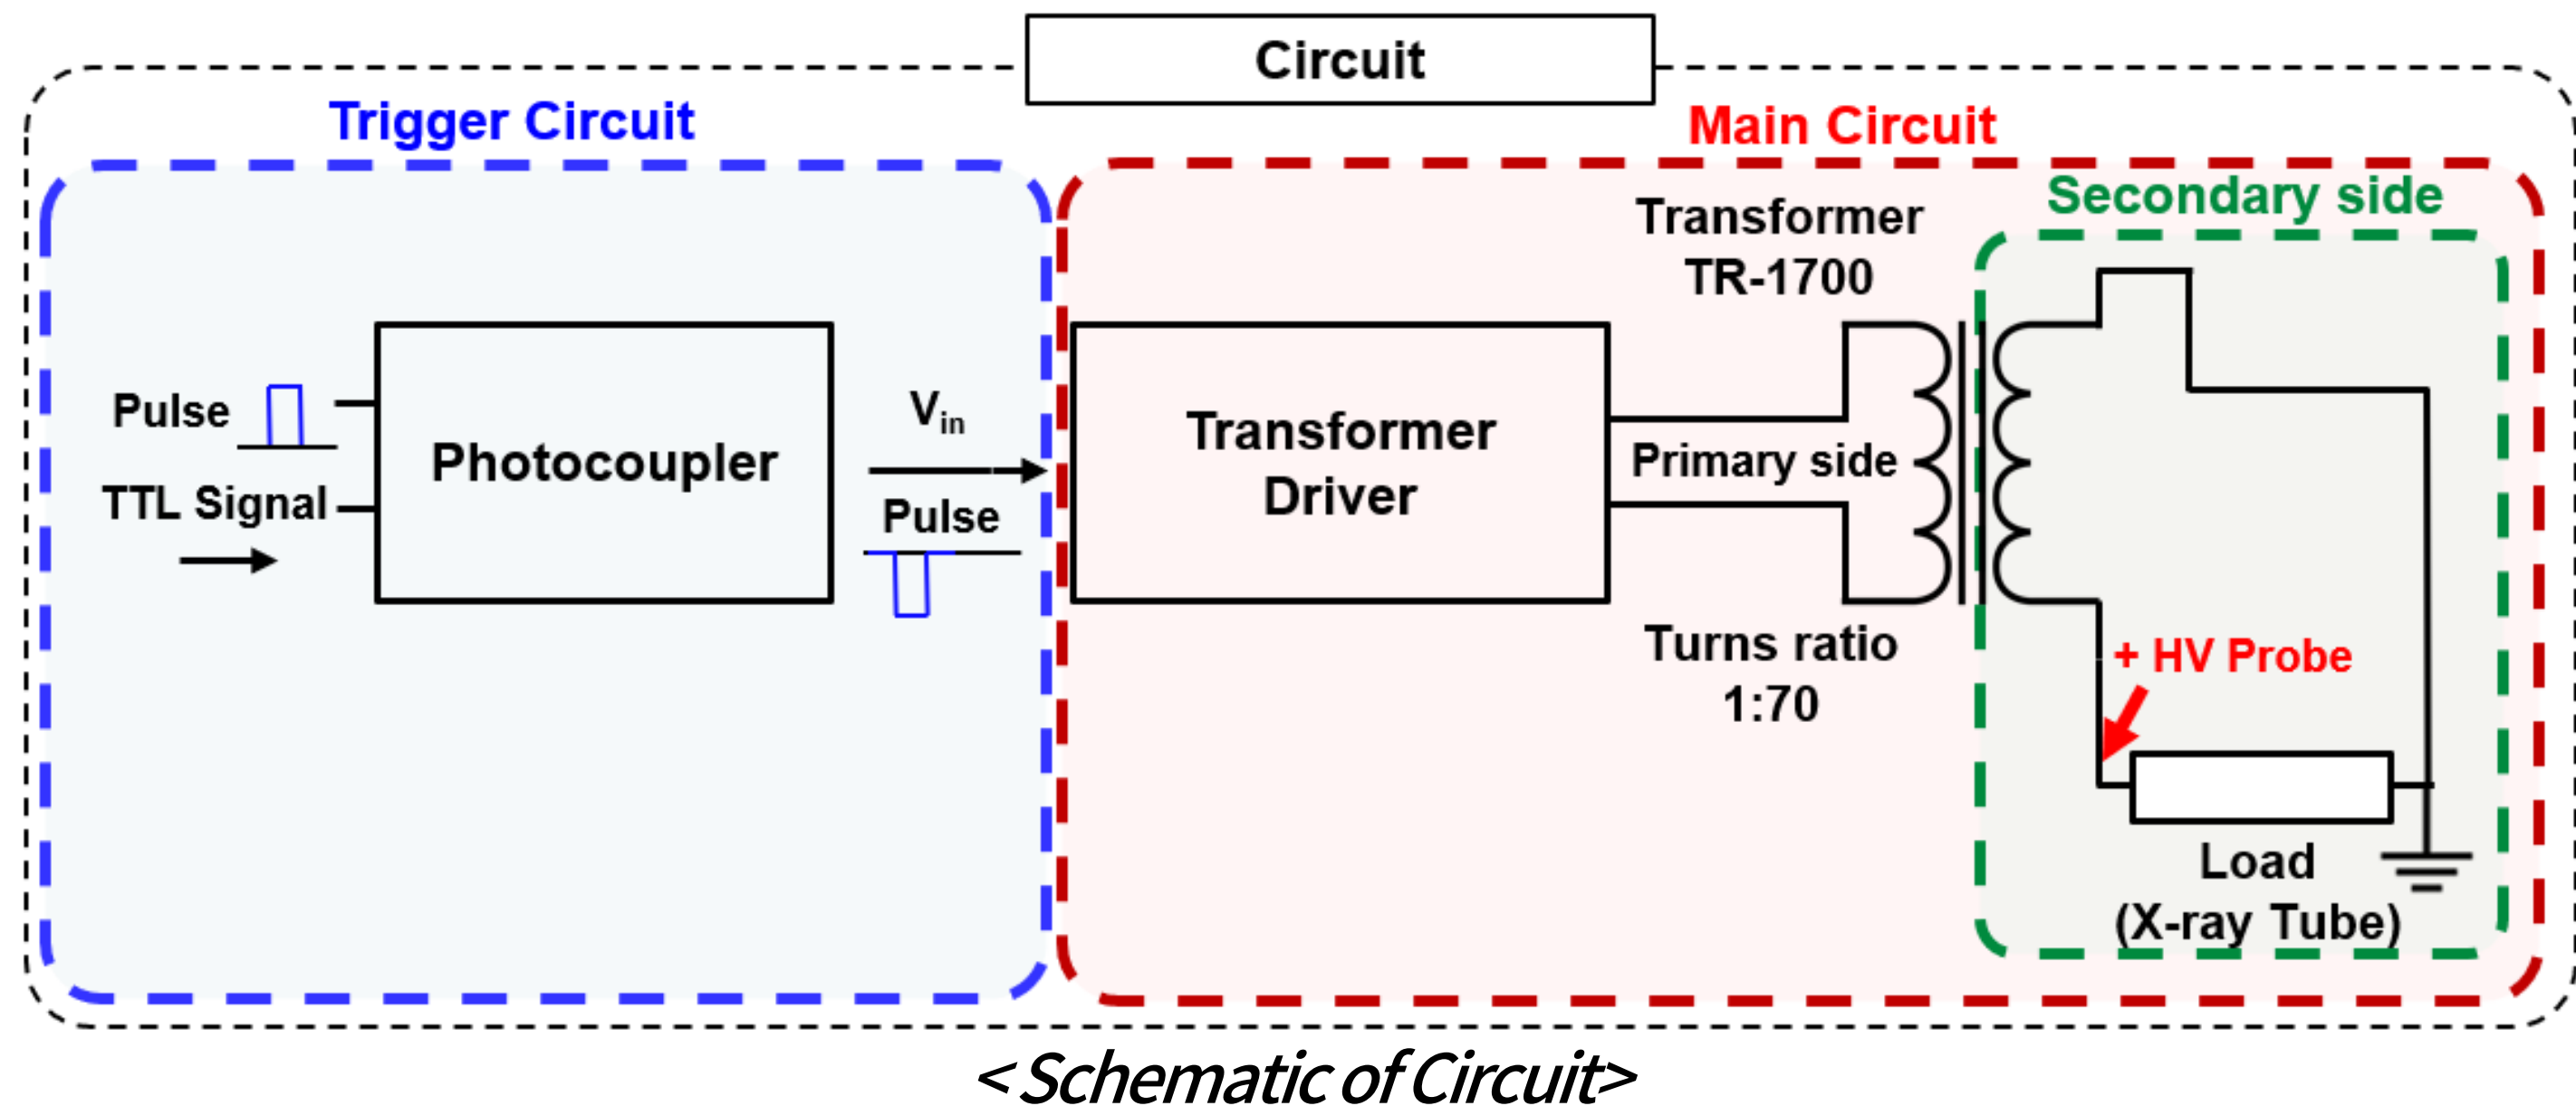 Circuit
Trigger Circuit
Main Circuit
Secondary side
Transformer
TR-1700
Pulse
TTL Signal
Photocoupler
Vin
Pulse
Transformer
Driver
Primary side
Turns ratio
1:70
+ HV Probe
Load
(X-ray Tube)
<Schematic of Circuit>